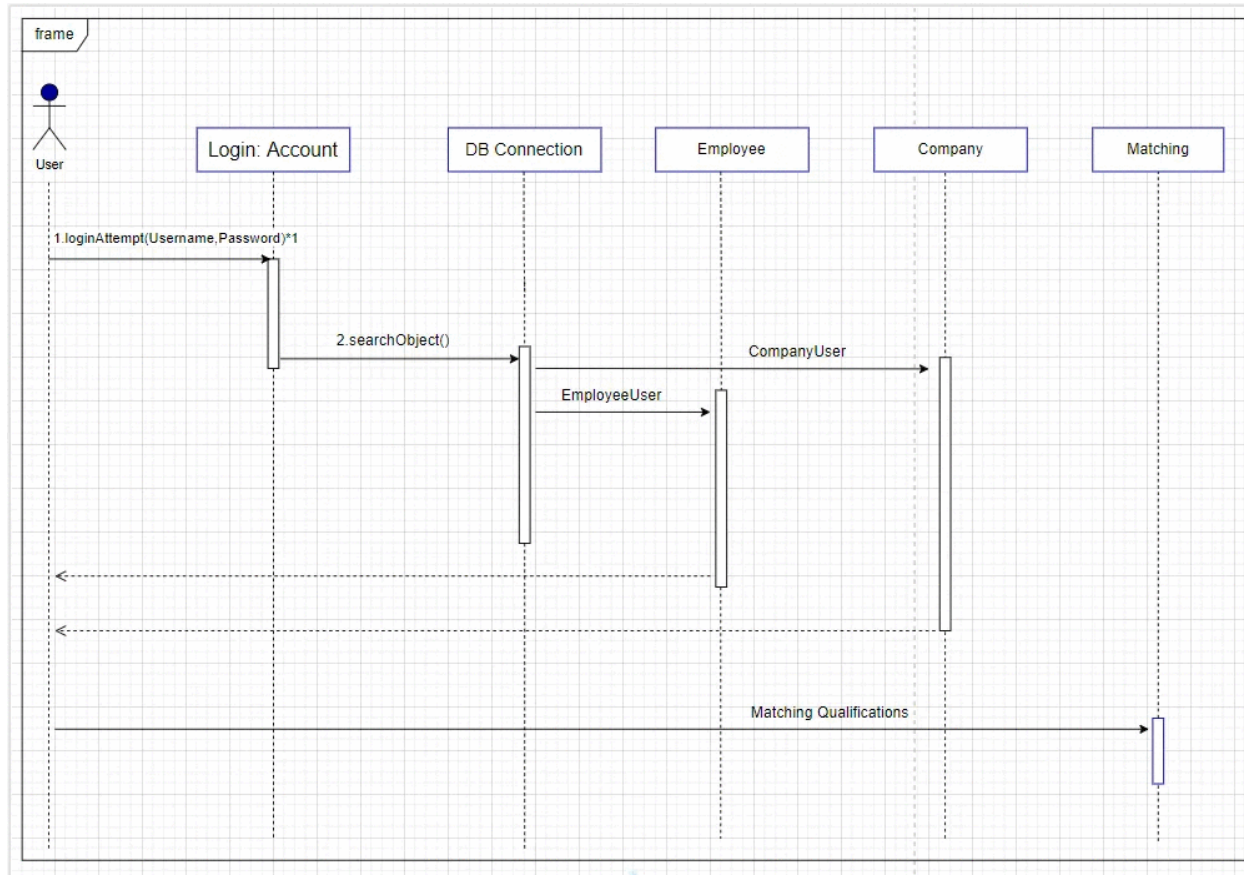 frame
User
Login: Account
DB Connection
Employee
Company
Matching
1.loginAttempt(Username,Password)*1
2.searchObject()
CompanyUser
EmployeeUser
Matching Qualifications